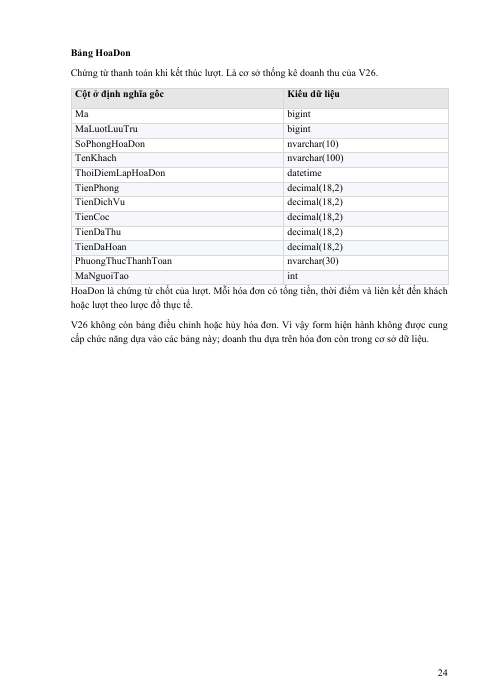 Bảng HoaDon
Chứng từ thanh toán khi kết thúc lượt. Là cơ sở thống kê doanh thu của V26.
Cột ở định nghĩa gốc Kiểu dữ liệu
Ma bigint
MaLuotLuuTru bigint
SoPhongHoaDon nvarchar(10)
TenKhach nvarchar(100)
ThoiDiemLapHoaDon datetime
TienPhong decimal(18,2)
TienDichVu decimal(18,2)
TienCoc decimal(18,2)
TienDaThu decimal(18,2)
TienDaHoan decimal(18,2)
PhuongThucThanhToan nvarchar(30)
MaNguoiTao int
HoaDon là chứng từ chốt của lượt. Mỗi hóa đơn có tổng tiền, thời điểm và liên kết đến khách
hoặc lượt theo lược đồ thực tế.
V26 không còn bảng điều chỉnh hoặc hủy hóa đơn. Vì vậy form hiện hành không được cung
cấp chức năng dựa vào các bảng này; doanh thu dựa trên hóa đơn còn trong cơ sở dữ liệu.
24